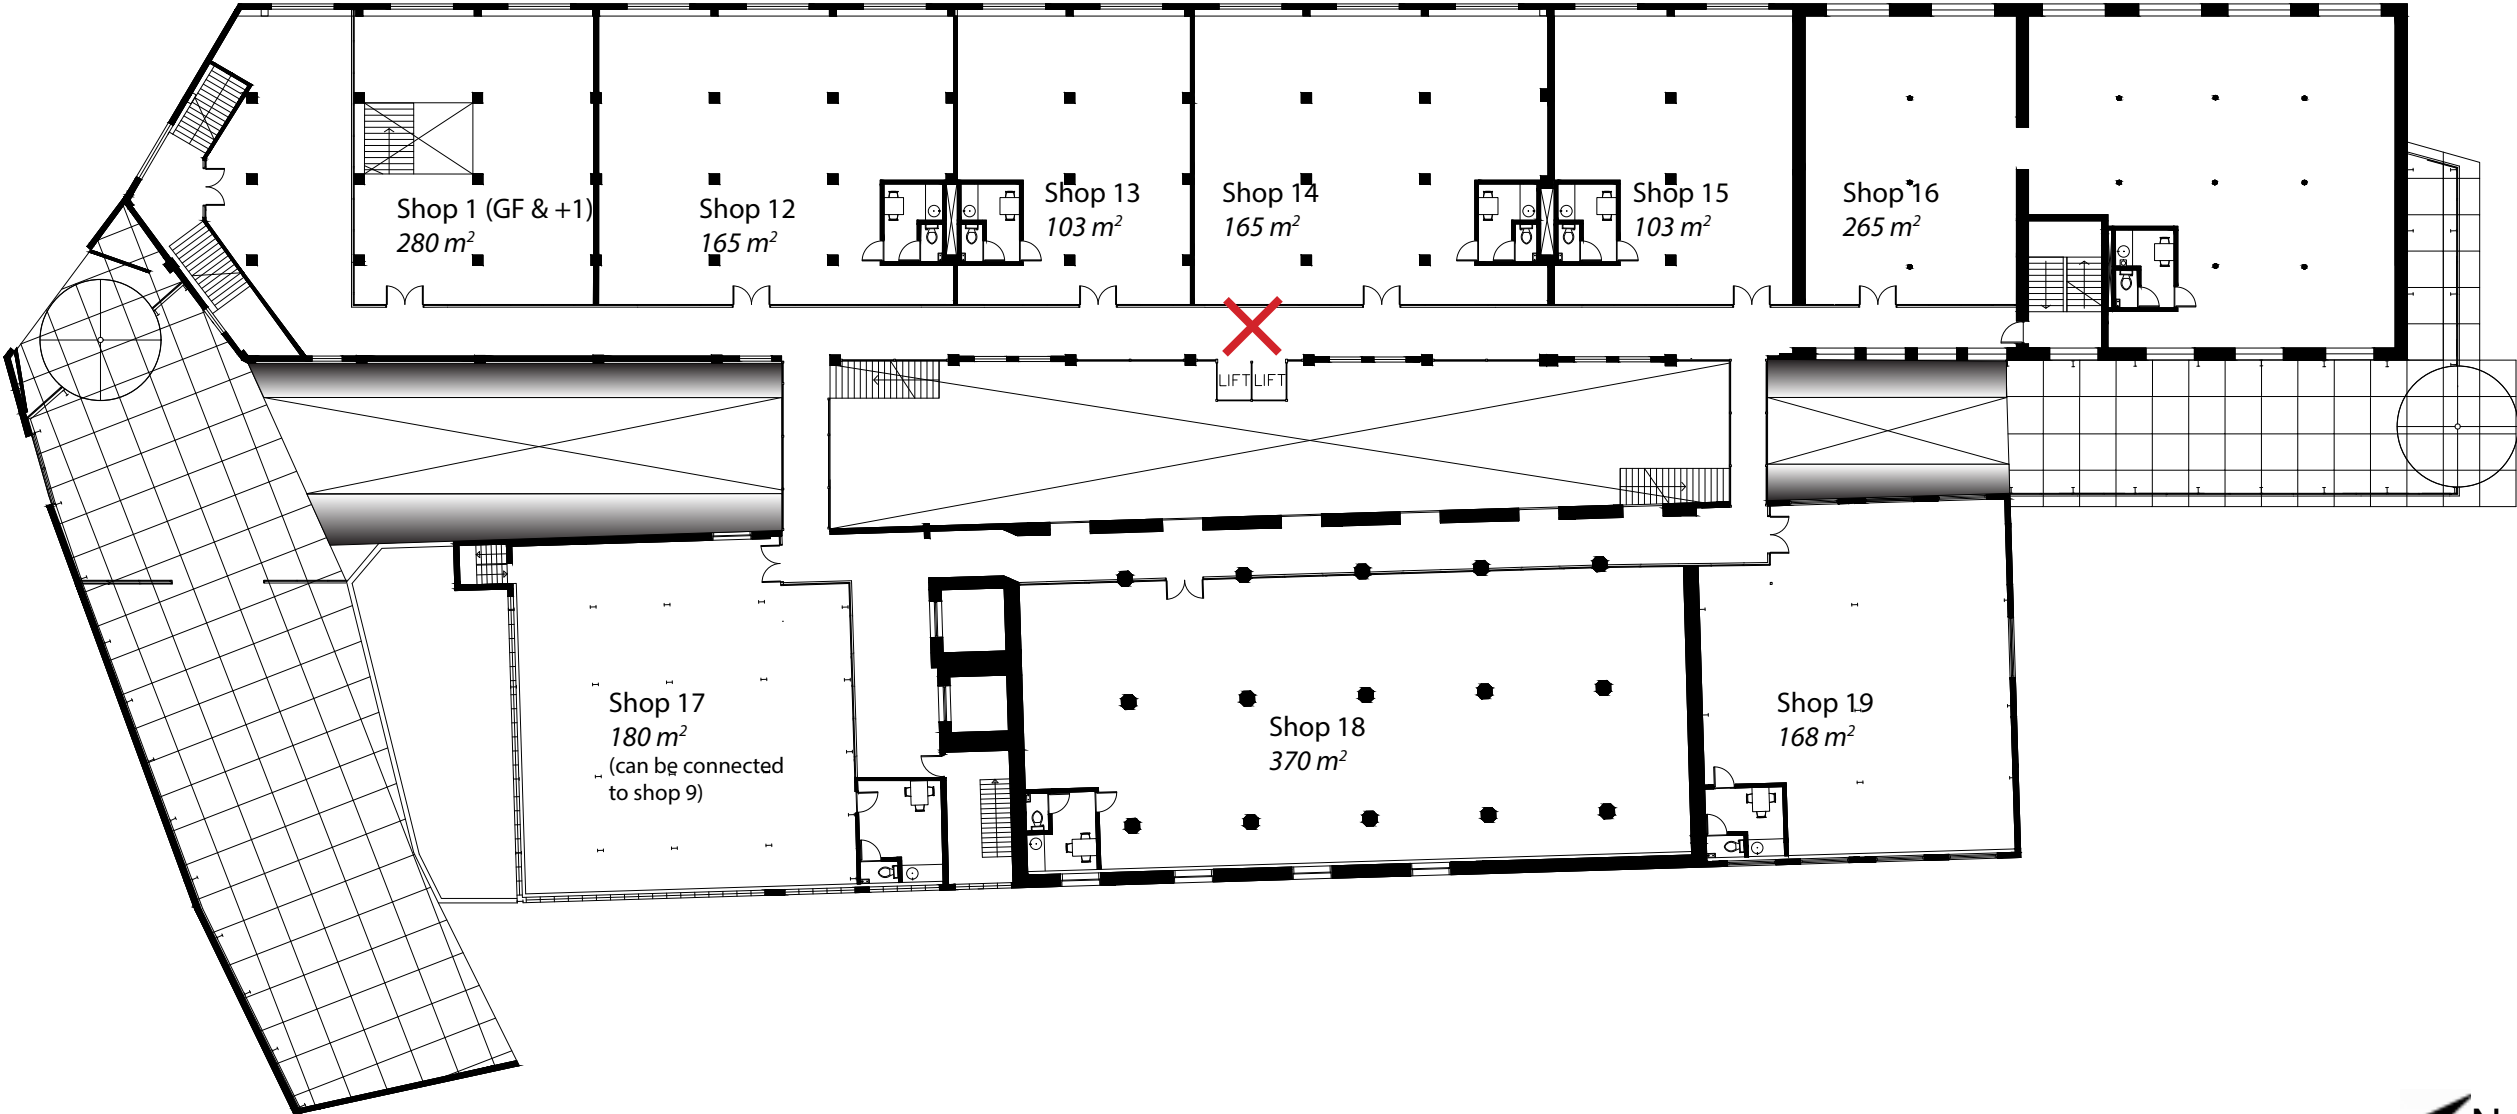 Shop 1 (GF & +1)
280 m²
Shop 12
165 m²
Shop 13
103 m²
Shop 14
165 m²
Shop 15
103 m²
Shop 16
265 m²
LIFT LIFT
Shop 17
180 m²
(can be connected
to shop 9)
Shop 18
370 m²
Shop 19
168 m²
N